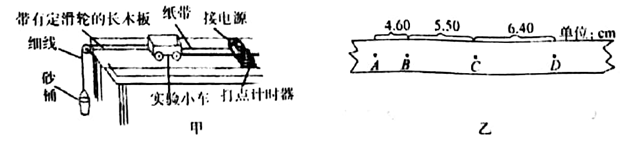 带有定滑轮的长木板
纸带
接电源
细线
砂
桶
实验小车
打点计时器
甲
4.60
5.50
6.40
单位:cm
A
B
C
D
乙